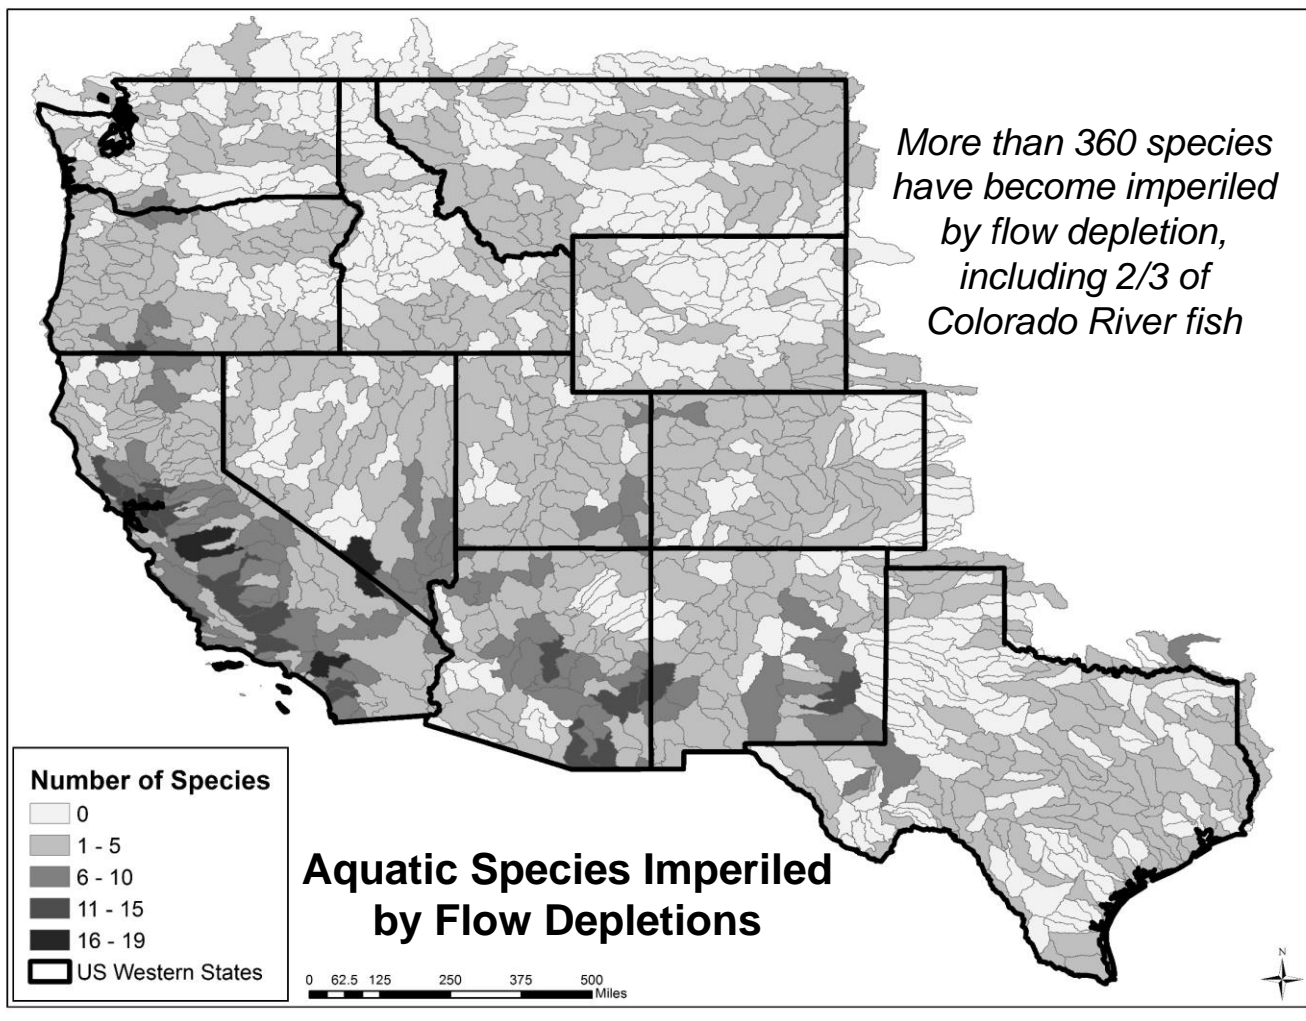 More than 360 species
have become imperiled
by flow depletion,
including 2/3 of
Colorado River fish
Number of Species
0
1 - 5
6 - 10
11 - 15
16 - 19
US Western States
Aquatic Species Imperiled
by Flow Depletions
0 62.5 125 250 375 500
Miles
N